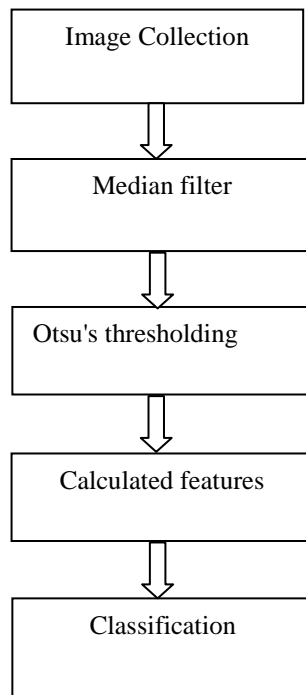 Image Collection
Median filter
Otsu's thresholding
Calculated features
Classification